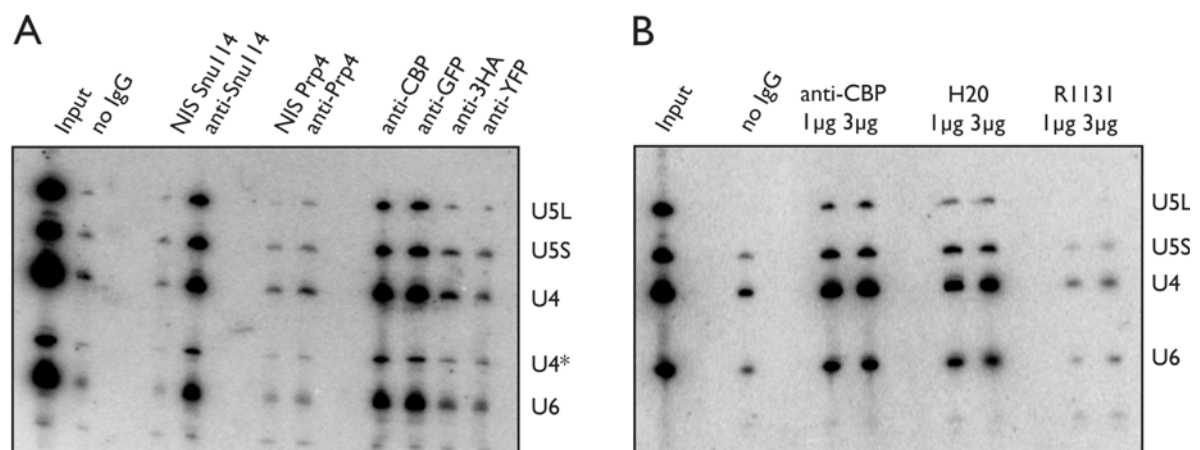 A
Input
no IgG
NIS Snu114
anti-Snu114
NIS Prp4
anti-Prp4
anti-CBP
anti-GFP
anti-3HA
anti-YFP
U5L
U5S
U4
U4*
U6
B
Input
no IgG
anti-CBP
1µg 3µg
H20
1µg 3µg
R1131
1µg 3µg
U5L
U5S
U4
U6